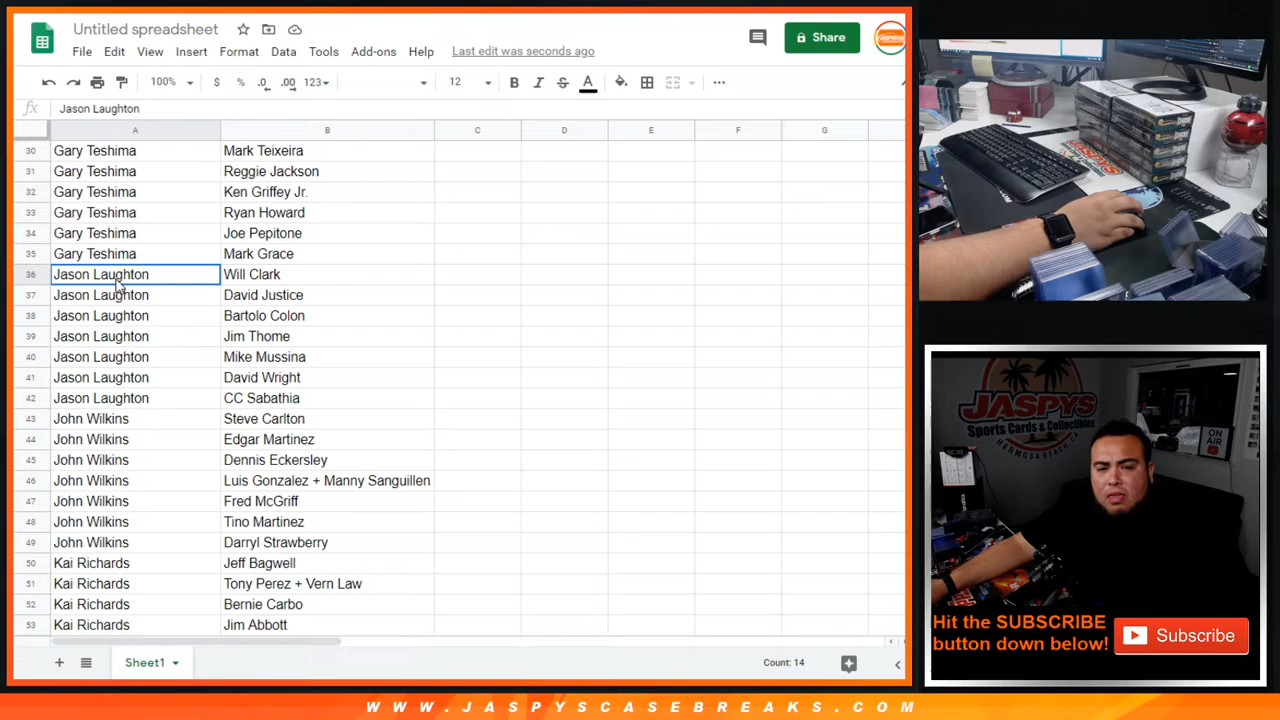 Untitled spreadsheet
File Edit View Insert Format Data Tools Add-ons Help Last edit was seconds ago
Share
100% $ % .0 .00 123 12 B I S A
fx Jason Laughton
A B C D E F G
30 Gary Teshima Mark Teixeira
31 Gary Teshima Reggie Jackson
32 Gary Teshima Ken Griffey Jr.
33 Gary Teshima Ryan Howard
34 Gary Teshima Joe Pepitone
35 Gary Teshima Mark Grace
36 Jason Laughton Will Clark
37 Jason Laughton David Justice
38 Jason Laughton Bartolo Colon
39 Jason Laughton Jim Thome
40 Jason Laughton Mike Mussina
41 Jason Laughton David Wright
42 Jason Laughton CC Sabathia
43 John Wilkins Steve Carlton
44 John Wilkins Edgar Martinez
45 John Wilkins Dennis Eckersley
46 John Wilkins Luis Gonzalez + Manny Sanguillen
47 John Wilkins Fred McGriff
48 John Wilkins Tino Martinez
49 John Wilkins Darryl Strawberry
50 Kai Richards Jeff Bagwell
51 Kai Richards Tony Perez + Vern Law
52 Kai Richards Bernie Carbo
53 Kai Richards Jim Abbott
Sheet1
Count: 14
JASPYS
Sports Cards & Collectibles
HERMOSA BEACH, CA
ON
AIR
Hit the SUBSCRIBE
button down below!
Subscribe
WWW.JASPYSCASEBREAKS.COM